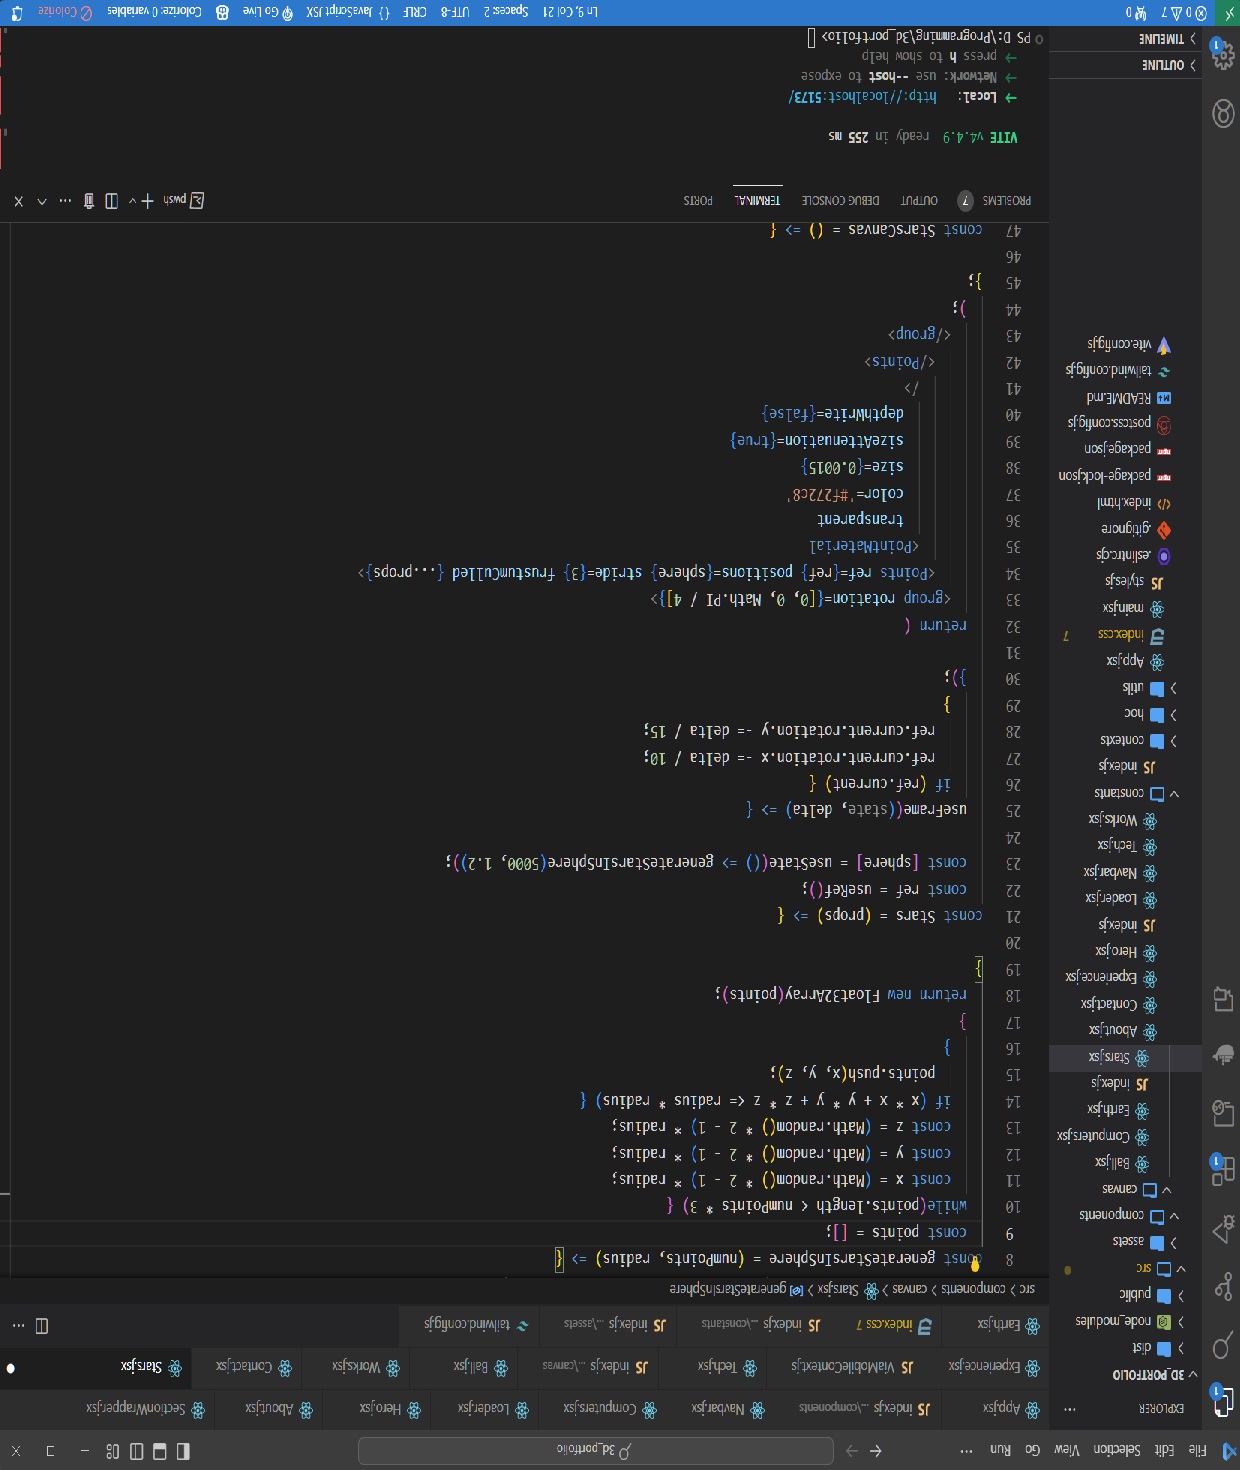 File Edit Selection View Go Run ... 3d_portfolio
EXPLORER ...
3D_PORTFOLIO
dist
node_modules
public
src
assets
components
canvas
Ball.jsx
Computers.jsx
Earth.jsx
index.js
Stars.jsx
About.jsx
Contact.jsx
Experience.jsx
Hero.jsx
index.js
Loader.jsx
Navbar.jsx
Tech.jsx
Works.jsx
constants
index.js
contexts
hoc
utils
App.jsx
index.css 7
main.jsx
styles.js
.eslintrc.cjs
.gitignore
index.html
package-lock.json
package.json
postcss.config.js
README.md
tailwind.config.js
vite.config.js
OUTLINE
TIMELINE
App.jsx index.js ...\components Navbar.jsx Computers.jsx Loader.jsx Hero.jsx About.jsx SectionWrapper.jsx
Experience.jsx ViaMobileContext.js Tech.jsx index.js ...\canvas Ball.jsx Works.jsx Contact.jsx Stars.jsx
Earth.jsx index.css 7 index.js ...\constants index.js ...\assets tailwind.config.js ...
src > components > canvas > Stars.jsx > generateStarsInSphere
8 const generateStarsInSphere = (numPoints, radius) => {
9 const points = [];
10 while(points.length < numPoints * 3) {
11 const x = (Math.random() * 2 - 1) * radius;
12 const y = (Math.random() * 2 - 1) * radius;
13 const z = (Math.random() * 2 - 1) * radius;
14 if (x * x + y * y + z * z <= radius * radius) {
15 points.push(x, y, z);
16 }
17 }
18 return new Float32Array(points);
19 }
20
21 const Stars = (props) => {
22 const ref = useRef();
23 const [sphere] = useState(() => generateStarsInSphere(5000, 1.2));
24
25 useFrame((state, delta) => {
26 if (ref.current) {
27 ref.current.rotation.x -= delta / 10;
28 ref.current.rotation.y -= delta / 15;
29 }
30 });
31
32 return (
33 <group rotation={[0, 0, Math.PI / 4]}>
34 <Points ref={ref} positions={sphere} stride={3} frustumCulled {...props}>
35 <PointMaterial
36 transparent
37 color='#f272c8'
38 size={0.0015}
39 sizeAttenuation={true}
40 depthWrite={false}
41 />
42 </Points>
43 </group>
44 );
45 };
46
47 const StarsCanvas = () => {
PROBLEMS 7 OUTPUT DEBUG CONSOLE TERMINAL PORTS pwsh
VITE v4.4.9 ready in 255 ms
➜ Local: http://localhost:5173/
➜ Network: use --host to expose
➜ press h to show help
PS D:\Programming\3d_portfolio>
0 7 0 Ln 9, Col 21 Spaces: 2 UTF-8 CRLF {} JavaScript JSX Go Live Colorize: 0 variables Colorize